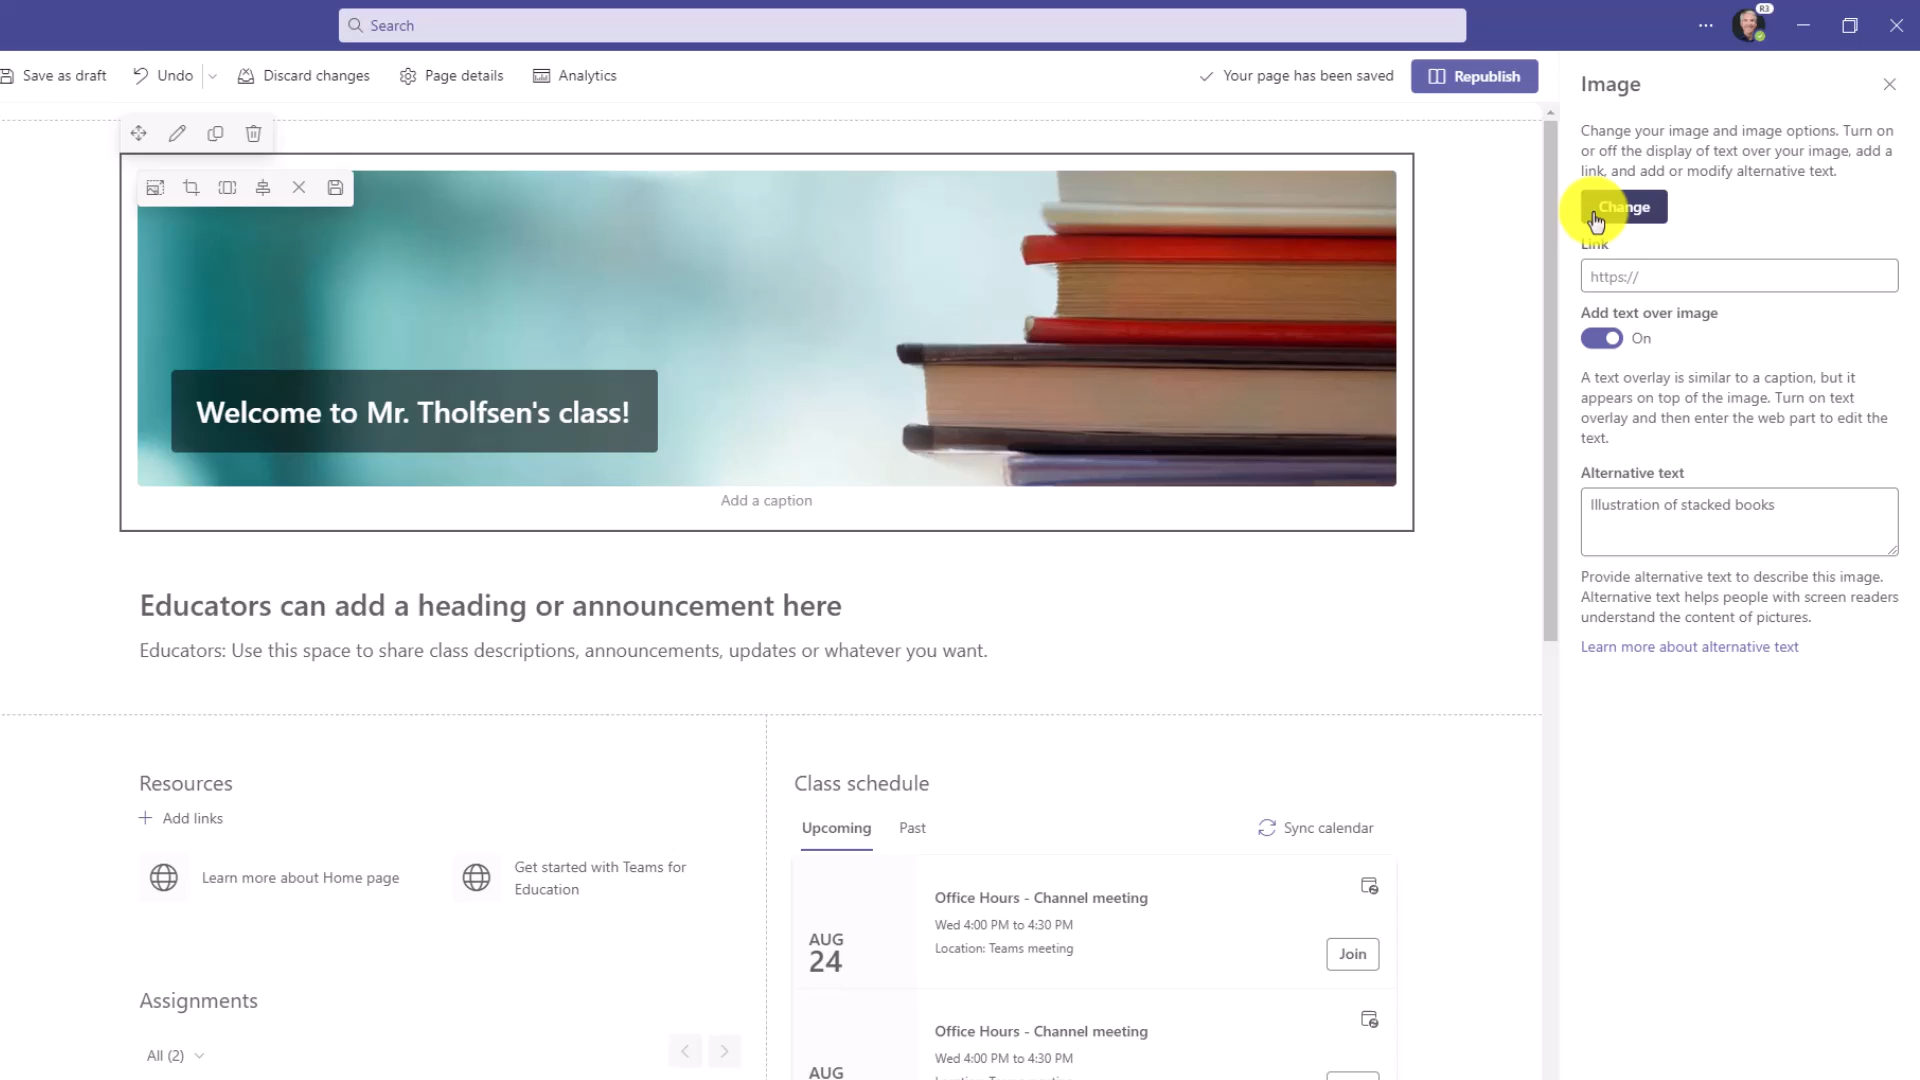 Search
R3
Save as draft
Undo
Discard changes
Page details
Analytics
Your page has been saved
Republish
Image
Change your image and image options. Turn on
or off the display of text over your image, add a
link, and add or modify alternative text.
Change
Link
https://
Add text over image
On
A text overlay is similar to a caption, but it
appears on top of the image. Turn on text
overlay and then enter the web part to edit the
text.
Alternative text
Illustration of stacked books
Provide alternative text to describe this image.
Alternative text helps people with screen readers
understand the content of pictures.
Learn more about alternative text
Welcome to Mr. Tholfsen's class!
Add a caption
Educators can add a heading or announcement here
Educators: Use this space to share class descriptions, announcements, updates or whatever you want.
Resources
Add links
Learn more about Home page
Get started with Teams for
Education
Assignments
All (2)
Class schedule
Upcoming
Past
Sync calendar
AUG
24
Office Hours - Channel meeting
Wed 4:00 PM to 4:30 PM
Location: Teams meeting
Join
AUG
Office Hours - Channel meeting
Wed 4:00 PM to 4:30 PM